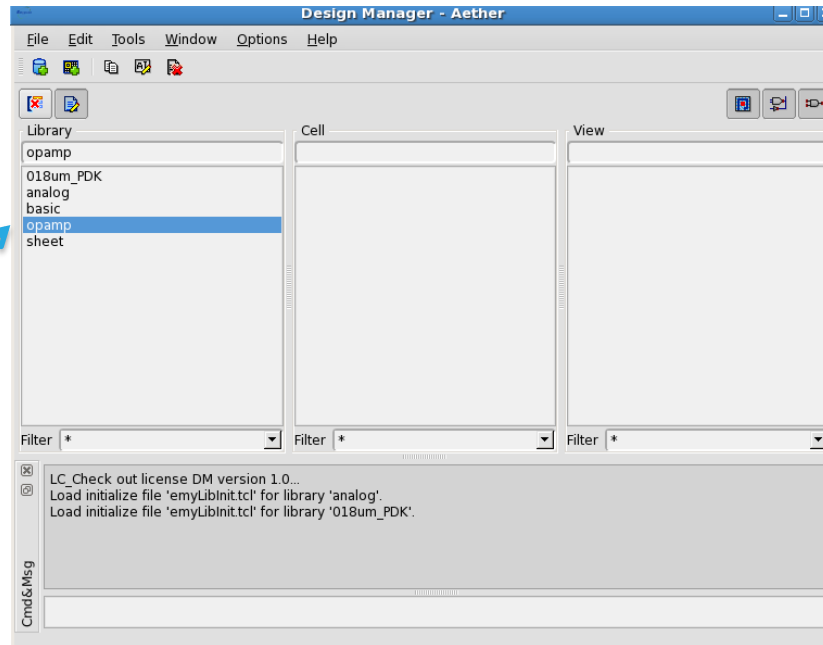 Design Manager - Aether
File Edit Tools Window Options Help
Library Cell View
opamp
018um_PDK
analog
basic
opamp
sheet
Filter * Filter * Filter *
LC_Check out license DM version 1.0...
Load initialize file 'emyLibInit.tcl' for library 'analog'.
Load initialize file 'emyLibInit.tcl' for library '018um_PDK'.
Cmd&Msg